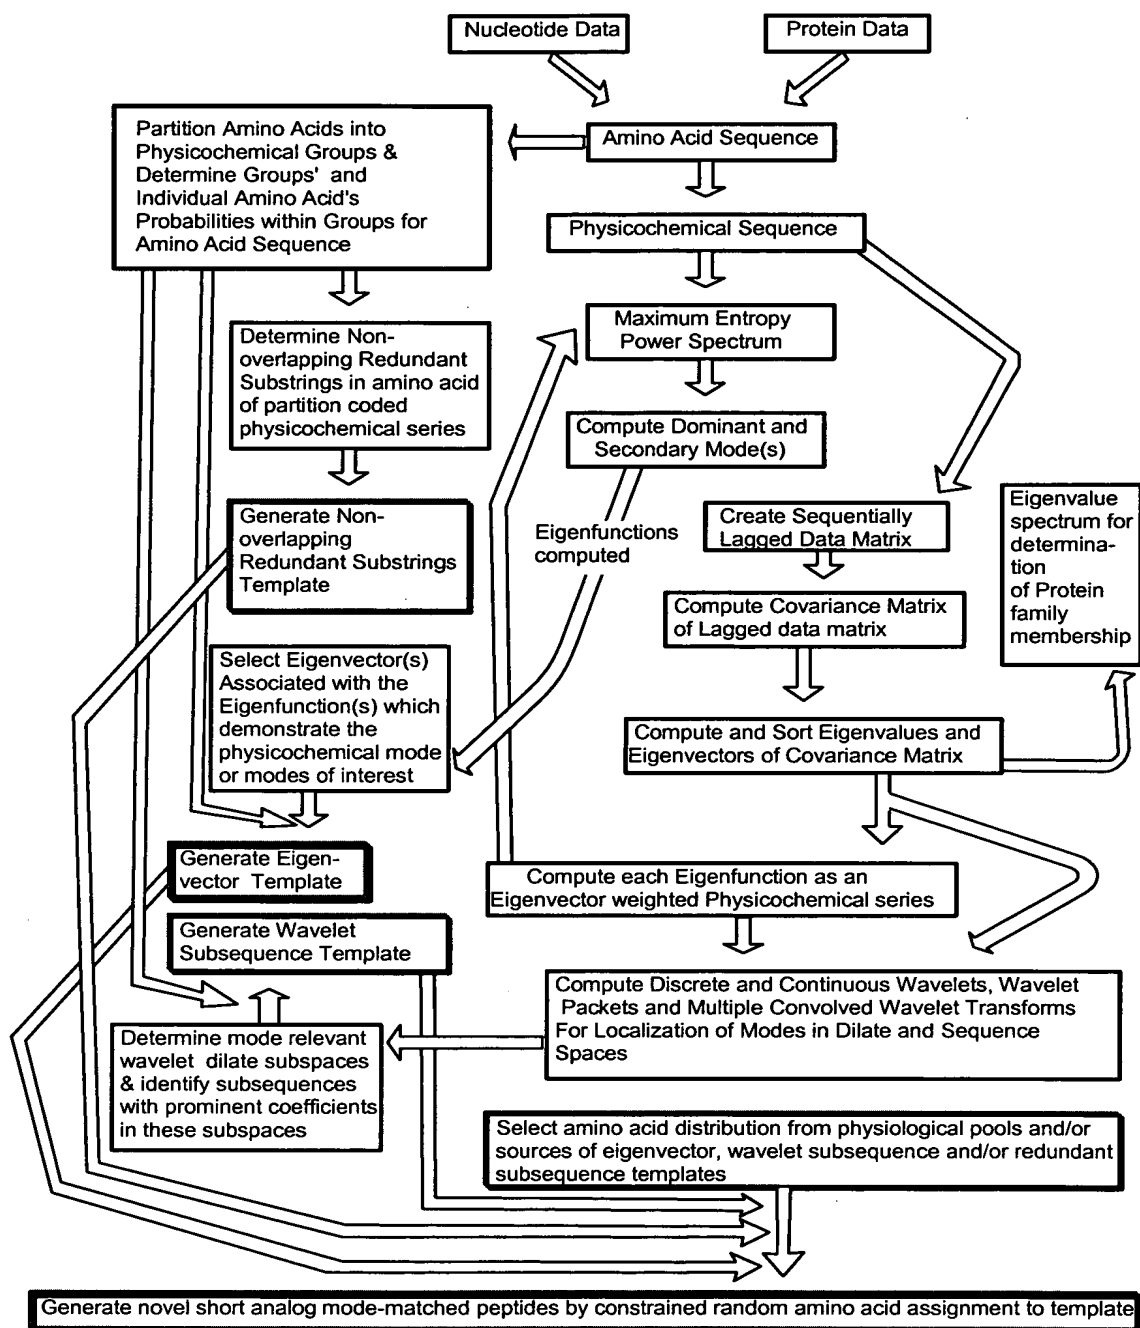 Nucleotide Data
Protein Data
Partition Amino Acids into
Physicochemical Groups &
Determine Groups' and
Individual Amino Acid's
Probabilities within Groups for
Amino Acid Sequence
Amino Acid Sequence
Physicochemical Sequence
Maximum Entropy
Power Spectrum
Determine Non-
overlapping Redundant
Substrings in amino acid
of partition coded
physicochemical series
Compute Dominant and
Secondary Mode(s)
Generate Non-
overlapping
Redundant Substrings
Template
Eigenfunctions
computed
Create Sequentially
Lagged Data Matrix
Eigenvalue
spectrum for
determina-
tion
of Protein
family
membership
Compute Covariance Matrix
of Lagged data matrix
Select Eigenvector(s)
Associated with the
Eigenfunction(s) which
demonstrate the
physicochemical mode
or modes of interest
Compute and Sort Eigenvalues and
Eigenvectors of Covariance Matrix
Generate Eigen-
vector Template
Compute each Eigenfunction as an
Eigenvector weighted Physicochemical series
Generate Wavelet
Subsequence Template
Compute Discrete and Continuous Wavelets, Wavelet
Packets and Multiple Convolved Wavelet Transforms
For Localization of Modes in Dilate and Sequence
Spaces
Determine mode relevant
wavelet dilate subspaces
& identify subsequences
with prominent coefficients
in these subspaces
Select amino acid distribution from physiological pools and/or
sources of eigenvector, wavelet subsequence and/or redundant
subsequence templates
Generate novel short analog mode-matched peptides by constrained random amino acid assignment to template